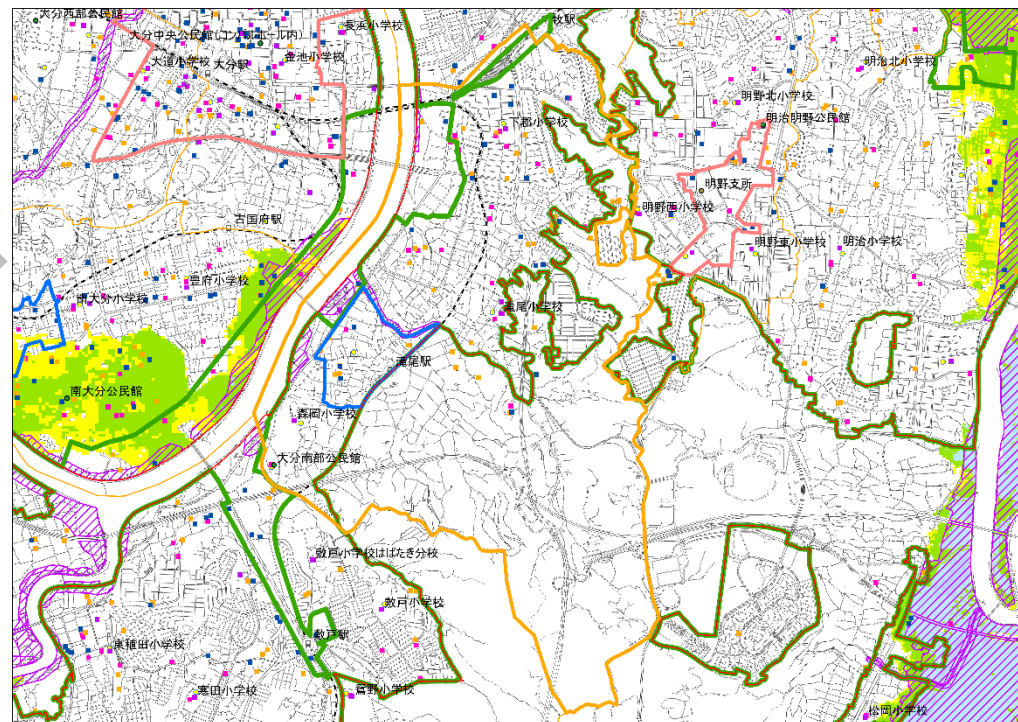 大分西部公民館
長浜小学校
牧駅
大分中央公民館(コンパルホール内)
金池小学校
大道小学校
大分駅
明治北小学校
明野北小学校
明治明野公民館
下郡小学校
明野支所
明野西小学校
古国府駅
明野東小学校
明治小学校
豊府小学校
南大分小学校
滝尾小学校
滝尾駅
南大分公民館
森岡小学校
大分南部公民館
敷戸小学校はばたき分校
敷戸小学校
敷戸駅
東稙田小学校
寒田小学校
鴛野小学校
松岡小学校